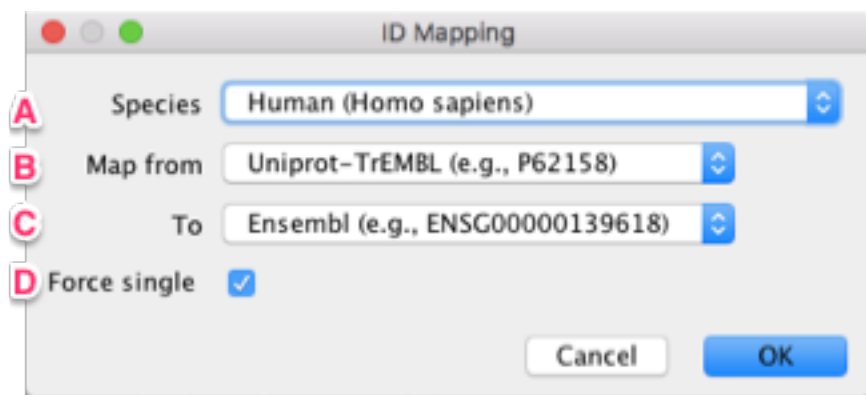 ID Mapping
A Species Human (Homo sapiens)
B Map from Uniprot-TrEMBL (e.g., P62158)
C To Ensembl (e.g., ENSG00000139618)
D Force single
Cancel OK